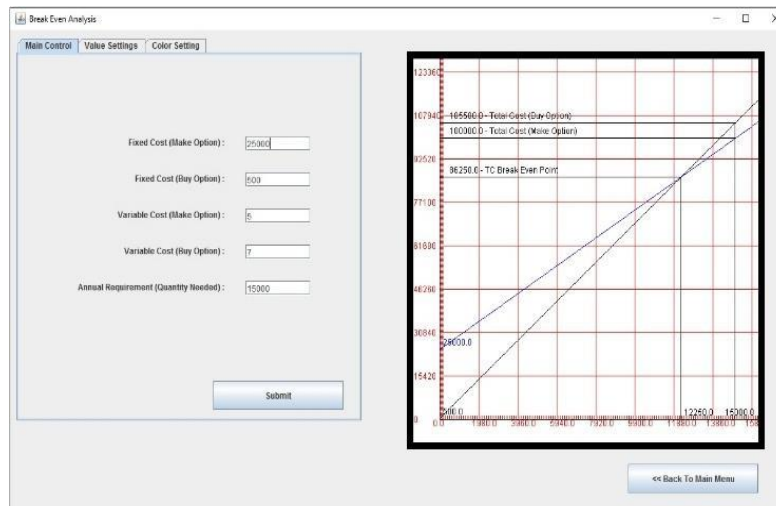 Break Even Analysis
Main Control Value Settings Color Setting
Fixed Cost (Make Option) : 25000
Fixed Cost (Buy Option) : 500
Variable Cost (Make Option) : 5
Variable Cost (Buy Option) : 7
Annual Requirement (Quantity Needed) : 15000
Submit
123360
107940
105500.0 - Total Cost (Buy Option)
100000.0 - Total Cost (Make Option)
92520
86250.0 - TC Break Even Point
77100
61680
46260
30840
25000.0
15420
500.0
12250.0 15000.0
0 0.0 1980.0 3960.0 5940.0 7920.0 9900.0 11880.0 13860.0
<< Back To Main Menu